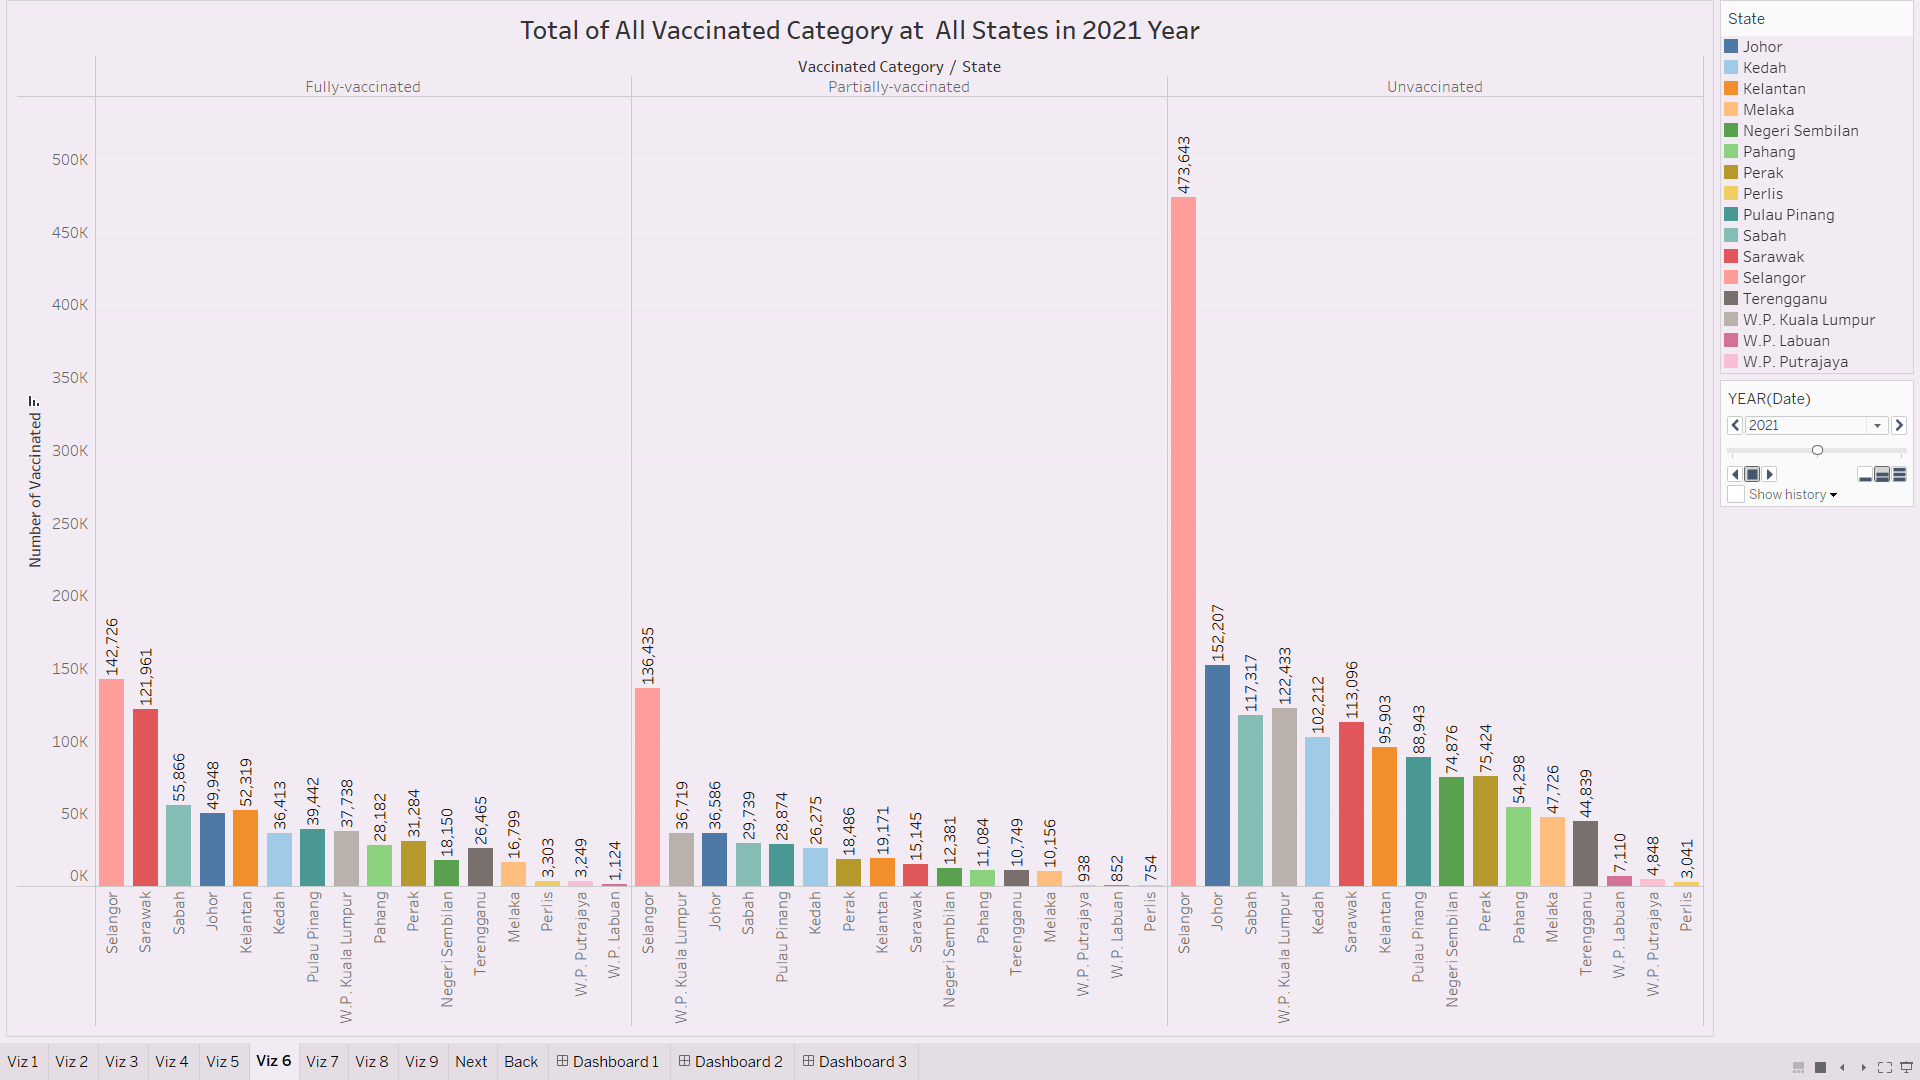 Total of All Vaccinated Category at  All States in 2021 Year
Vaccinated Category / State
Fully-vaccinated
Partially-vaccinated
Unvaccinated
Number of Vaccinated
500K
450K
400K
350K
300K
250K
200K
150K
100K
50K
0K
142,726
121,961
55,866
49,948
52,319
36,413
39,442
37,738
28,182
31,284
18,150
26,465
16,799
3,303
3,249
1,124
136,435
36,719
36,586
29,739
28,874
26,275
18,486
19,171
15,145
12,381
11,084
10,749
10,156
938
852
754
473,643
152,207
117,317
122,433
102,212
113,096
95,903
88,943
74,876
75,424
54,298
47,726
44,839
7,110
4,848
3,041
Selangor
Sarawak
Sabah
Johor
Kelantan
Kedah
Pulau Pinang
W.P. Kuala Lumpur
Pahang
Perak
Negeri Sembilan
Terengganu
Melaka
Perlis
W.P. Putrajaya
W.P. Labuan
Selangor
W.P. Kuala Lumpur
Johor
Sabah
Pulau Pinang
Kedah
Perak
Kelantan
Sarawak
Negeri Sembilan
Pahang
Terengganu
Melaka
W.P. Putrajaya
W.P. Labuan
Perlis
Selangor
Johor
Sabah
W.P. Kuala Lumpur
Kedah
Sarawak
Kelantan
Pulau Pinang
Negeri Sembilan
Perak
Pahang
Melaka
Terengganu
W.P. Labuan
W.P. Putrajaya
Perlis
State
Johor
Kedah
Kelantan
Melaka
Negeri Sembilan
Pahang
Perak
Perlis
Pulau Pinang
Sabah
Sarawak
Selangor
Terengganu
W.P. Kuala Lumpur
W.P. Labuan
W.P. Putrajaya
YEAR(Date)
2021
Show history
Viz 1 Viz 2 Viz 3 Viz 4 Viz 5 Viz 6 Viz 7 Viz 8 Viz 9 Next Back Dashboard 1 Dashboard 2 Dashboard 3